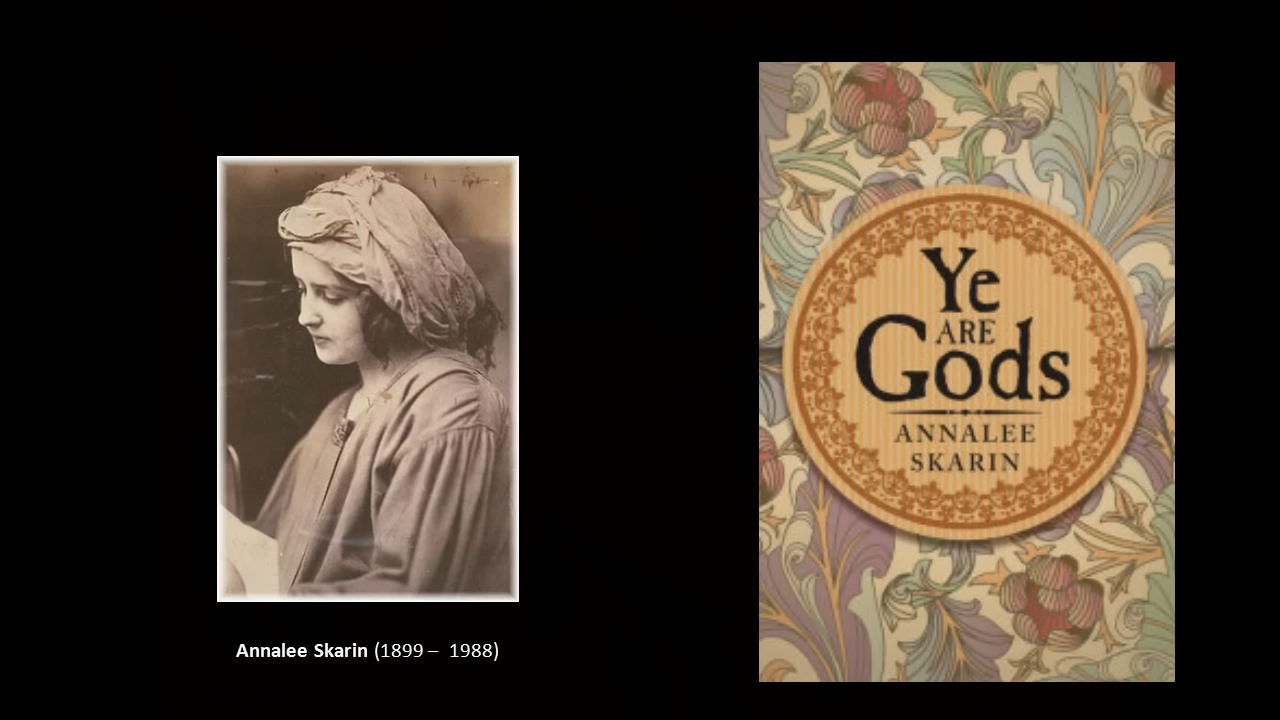 Annalee Skarin (1899 – 1988)
Ye
ARE
Gods
ANNALEE
SKARIN